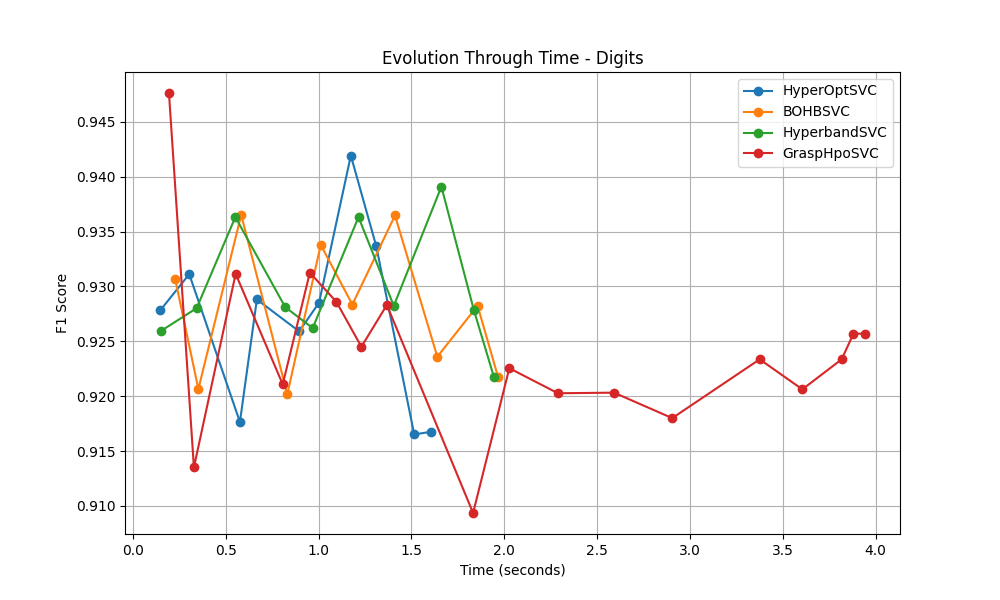 Evolution Through Time - Digits
HyperOptSVC
BOHBSVC
HyperbandSVC
GraspHpoSVC
F1 Score
0.945
0.940
0.935
0.930
0.925
0.920
0.915
0.910
0.0 0.5 1.0 1.5 2.0 2.5 3.0 3.5 4.0
Time (seconds)